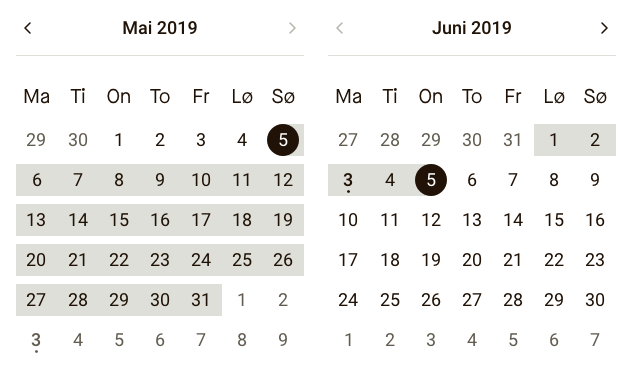 Mai 2019
Ma Ti On To Fr Lø Sø
29 30 1 2 3 4 5
6 7 8 9 10 11 12
13 14 15 16 17 18 19
20 21 22 23 24 25 26
27 28 29 30 31 1 2
3 4 5 6 7 8 9
Juni 2019
Ma Ti On To Fr Lø Sø
27 28 29 30 31 1 2
3 4 5 6 7 8 9
10 11 12 13 14 15 16
17 18 19 20 21 22 23
24 25 26 27 28 29 30
1 2 3 4 5 6 7